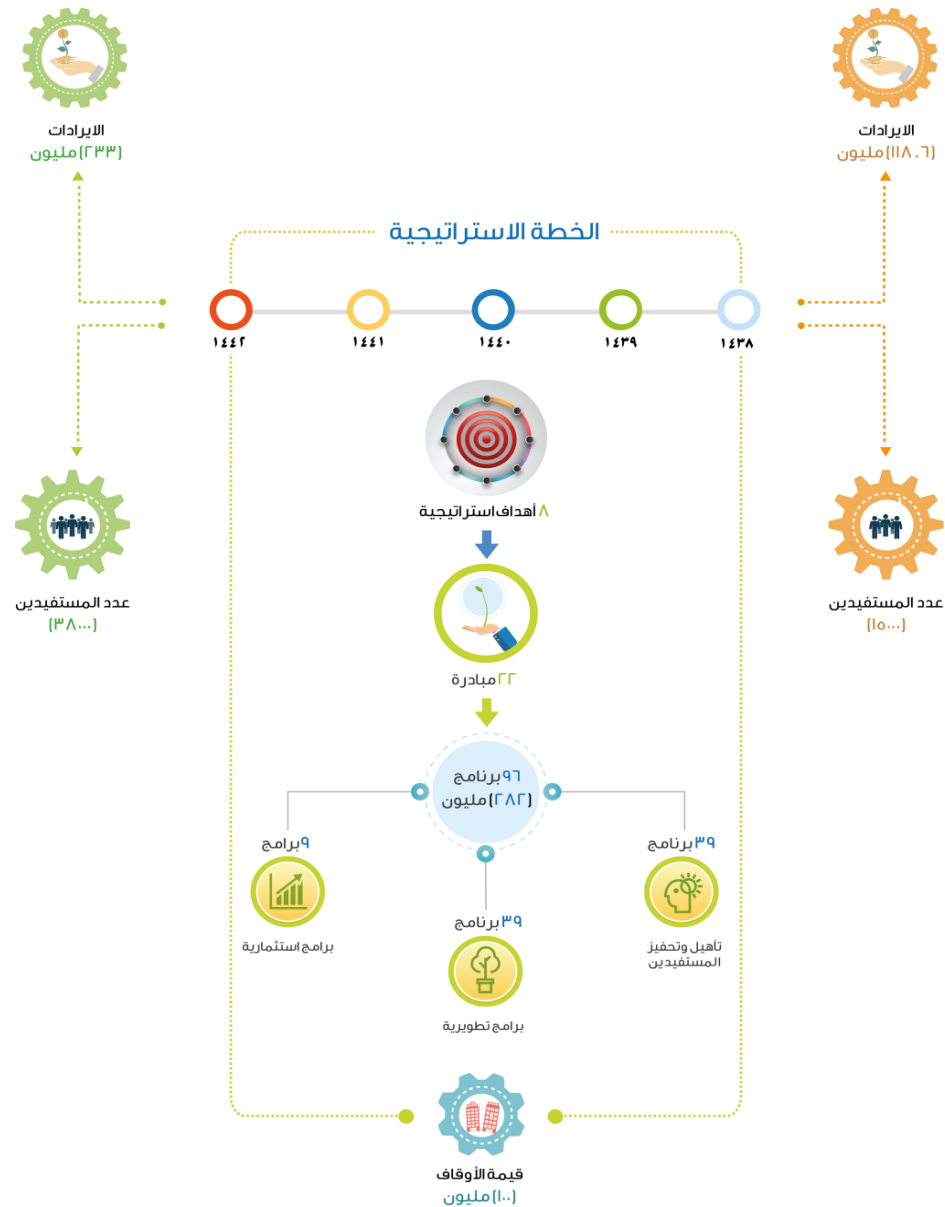 الايرادات
(١١٨.٦) مليون
الايرادات
(٢٣٣) مليون
الخطة الاستراتيجية
١٤٣٨
١٤٣٩
١٤٤٠
١٤٤١
١٤٤٢
٨ أهداف استراتيجية
عدد المستفيدين
(١٥٠٠٠)
عدد المستفيدين
(٣٨٠٠٠)
٢٢ مبادرة
٩٦ برنامج
(٢٨٢) مليون
٣٩ برنامج
تأهيل وتحفيز
المستفيدين
٣٩ برنامج
برامج تطويرية
٩ برامج
برامج استثمارية
قيمة الأوقاف
(١٠٠) مليون